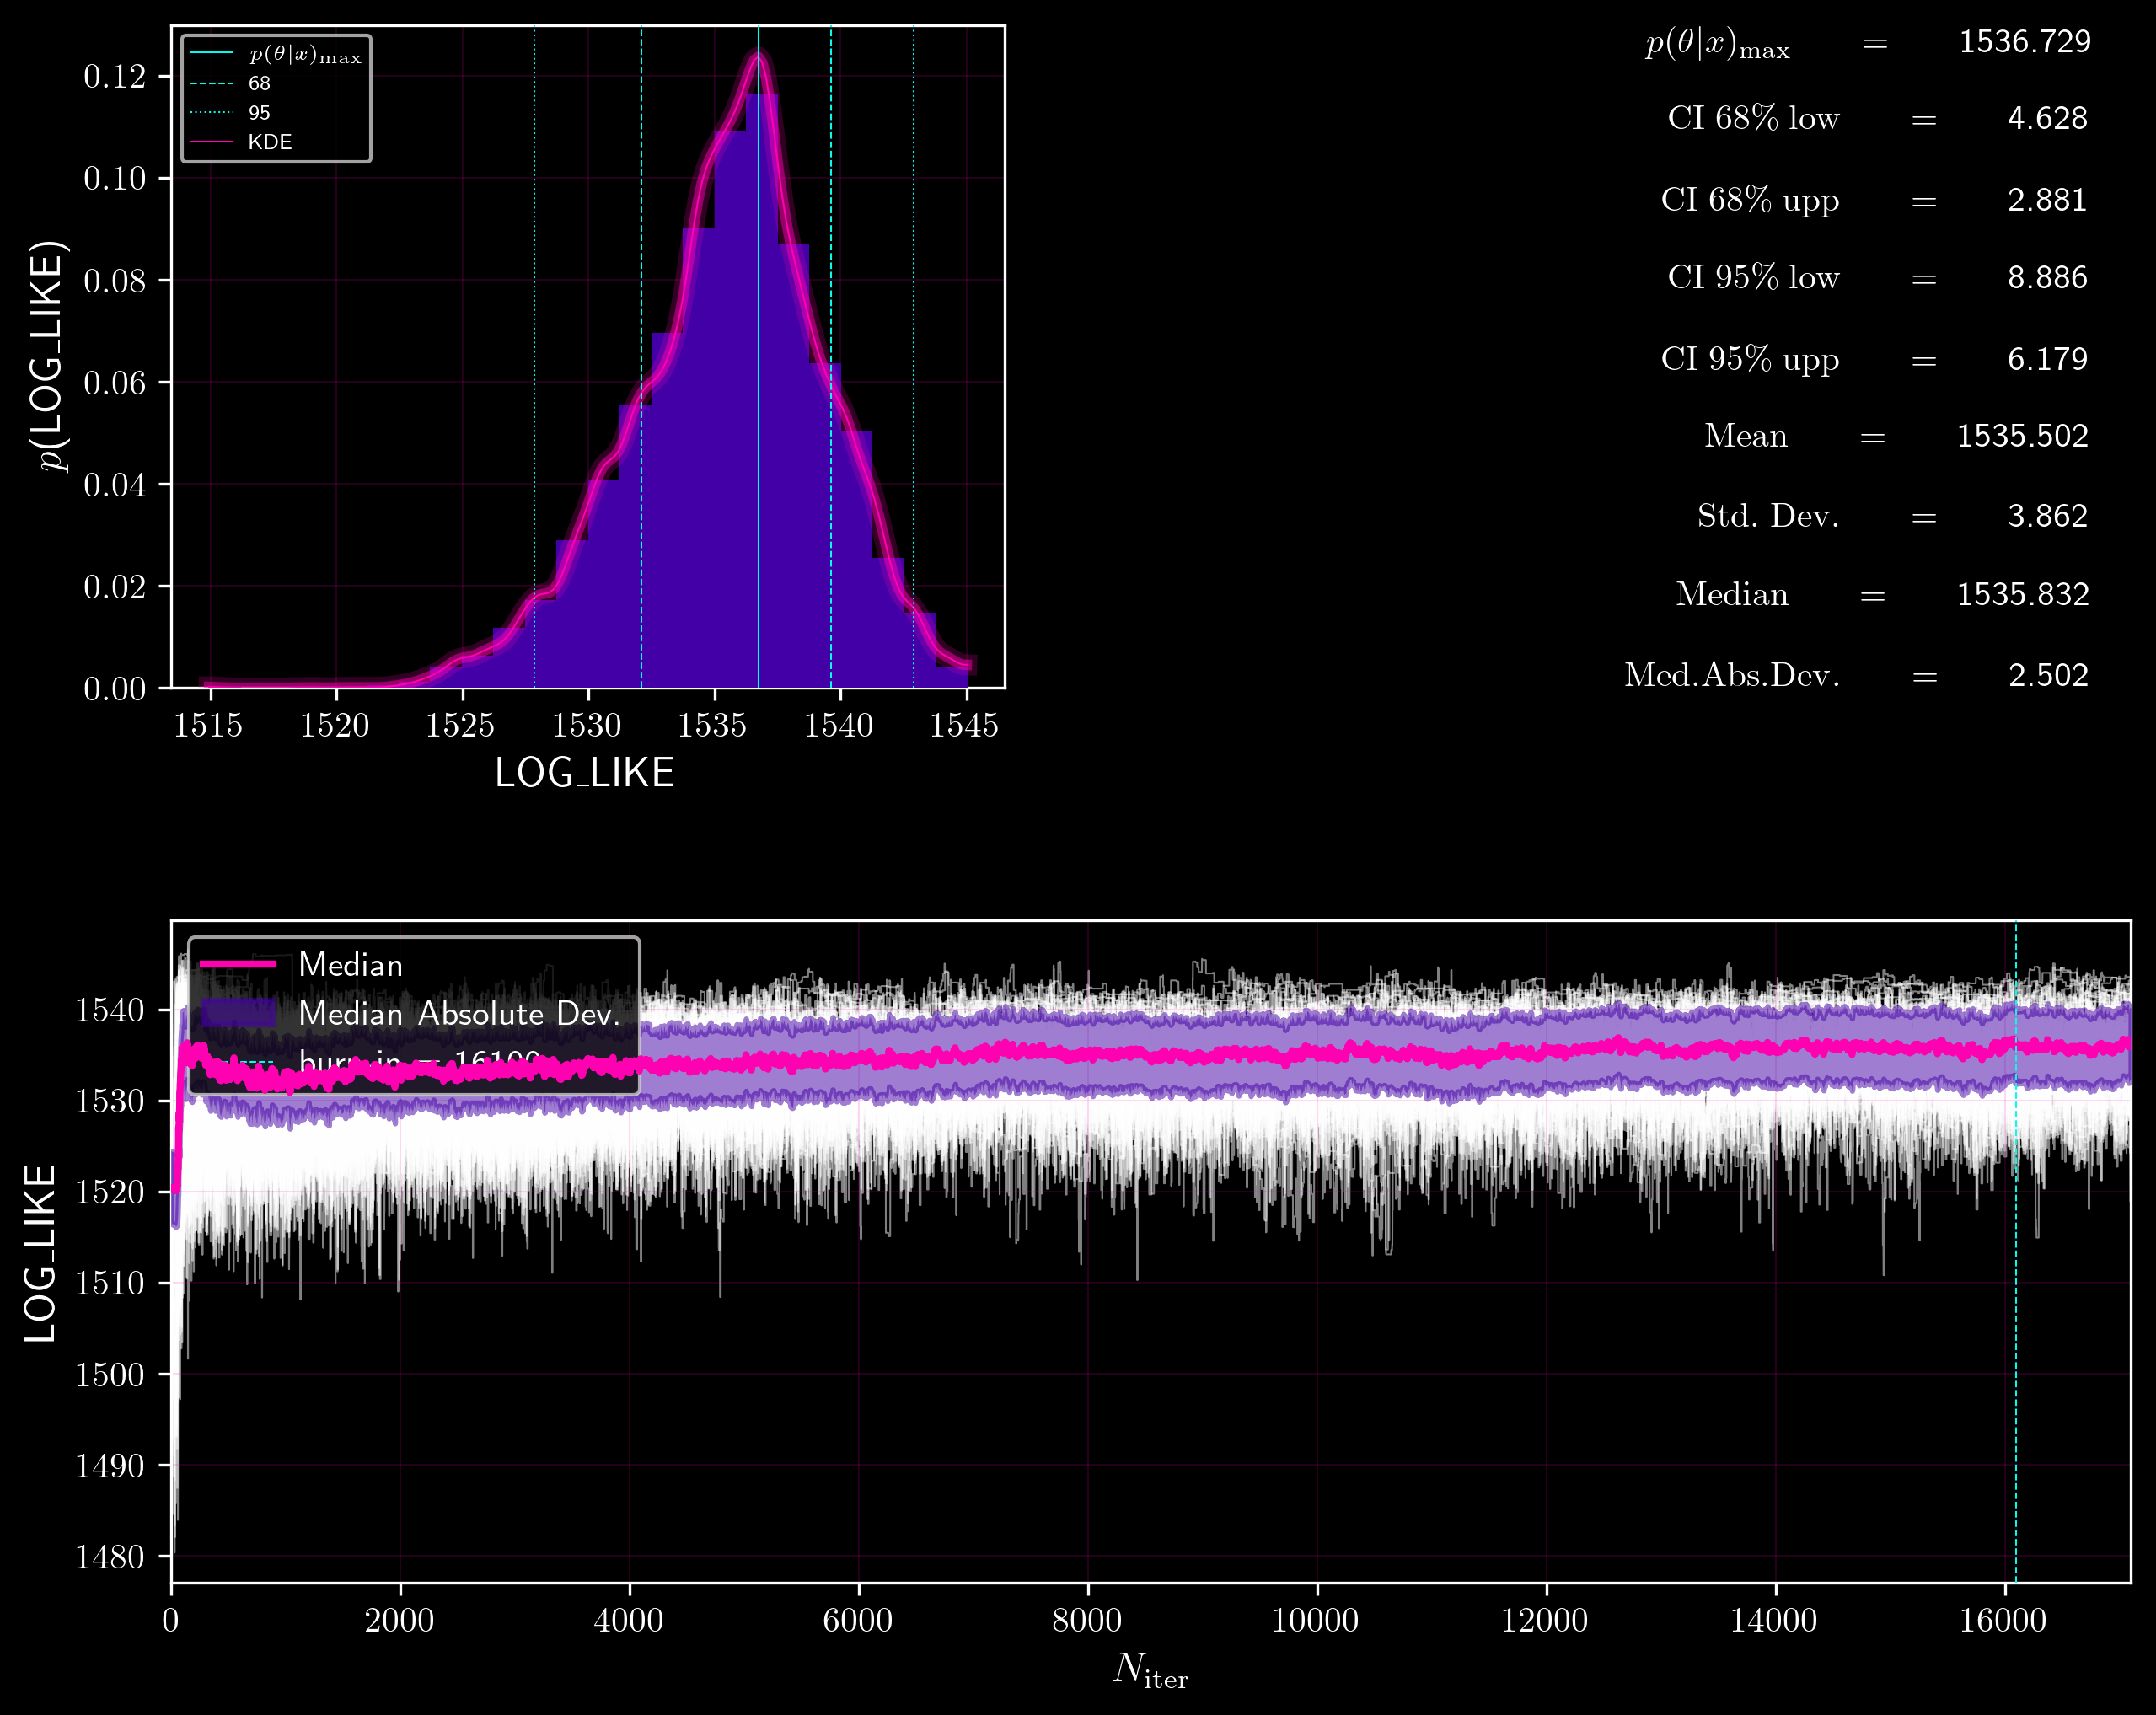 p(θ|x)max
68
95
KDE
0.12
0.10
0.08
0.06
0.04
0.02
0.00
p(LOG_LIKE)
1515 1520 1525 1530 1535 1540 1545
LOG_LIKE
p(θ|x)max = 1536.729
CI 68% low = 4.628
CI 68% upp = 2.881
CI 95% low = 8.886
CI 95% upp = 6.179
Mean = 1535.502
Std. Dev. = 3.862
Median = 1535.832
Med.Abs.Dev. = 2.502
Median
Median Absolute Dev.
burn in = 16100
1540
1530
1520
1510
1500
1490
1480
LOG_LIKE
0 2000 4000 6000 8000 10000 12000 14000 16000
Niter